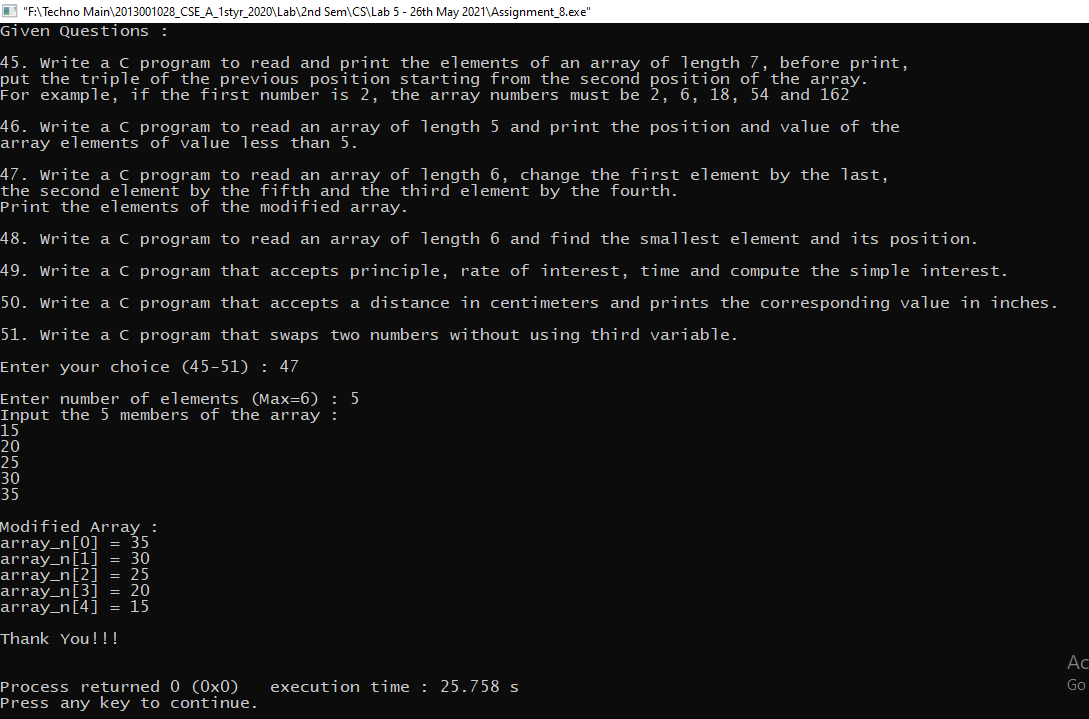 "F:\Techno Main\2013001028_CSE_A_1styr_2020\Lab\2nd Sem\CS\Lab 5 - 26th May 2021\Assignment_8.exe"
Given Questions :
45. Write a C program to read and print the elements of an array of length 7, before print,
put the triple of the previous position starting from the second position of the array.
For example, if the first number is 2, the array numbers must be 2, 6, 18, 54 and 162
46. Write a C program to read an array of length 5 and print the position and value of the
array elements of value less than 5.
47. Write a C program to read an array of length 6, change the first element by the last,
the second element by the fifth and the third element by the fourth.
Print the elements of the modified array.
48. Write a C program to read an array of length 6 and find the smallest element and its position.
49. Write a C program that accepts principle, rate of interest, time and compute the simple interest.
50. Write a C program that accepts a distance in centimeters and prints the corresponding value in inches.
51. Write a C program that swaps two numbers without using third variable.
Enter your choice (45-51) : 47
Enter number of elements (Max=6) : 5
Input the 5 members of the array :
15
20
25
30
35
Modified Array :
array_n[0] = 35
array_n[1] = 30
array_n[2] = 25
array_n[3] = 20
array_n[4] = 15
Thank You!!!
Ac
Go
Process returned 0 (0x0)   execution time : 25.758 s
Press any key to continue.